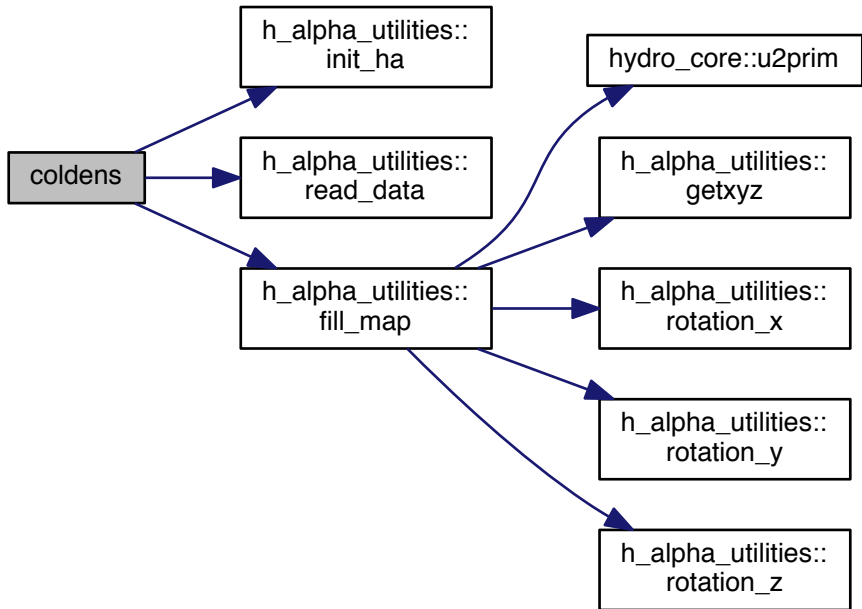 coldens
h_alpha_utilities::
init_ha
h_alpha_utilities::
read_data
h_alpha_utilities::
fill_map
hydro_core::u2prim
h_alpha_utilities::
getxyz
h_alpha_utilities::
rotation_x
h_alpha_utilities::
rotation_y
h_alpha_utilities::
rotation_z